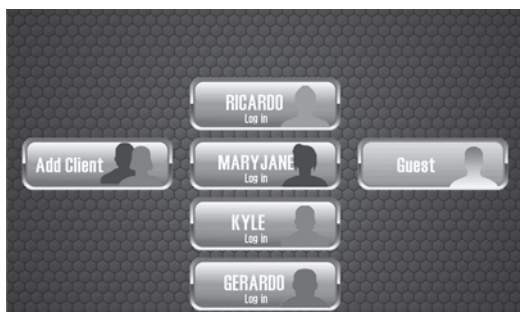 RICARDO
Log in
Add Client
MARYJANE
Log in
Guest
KYLE
Log in
GERARDO
Log in